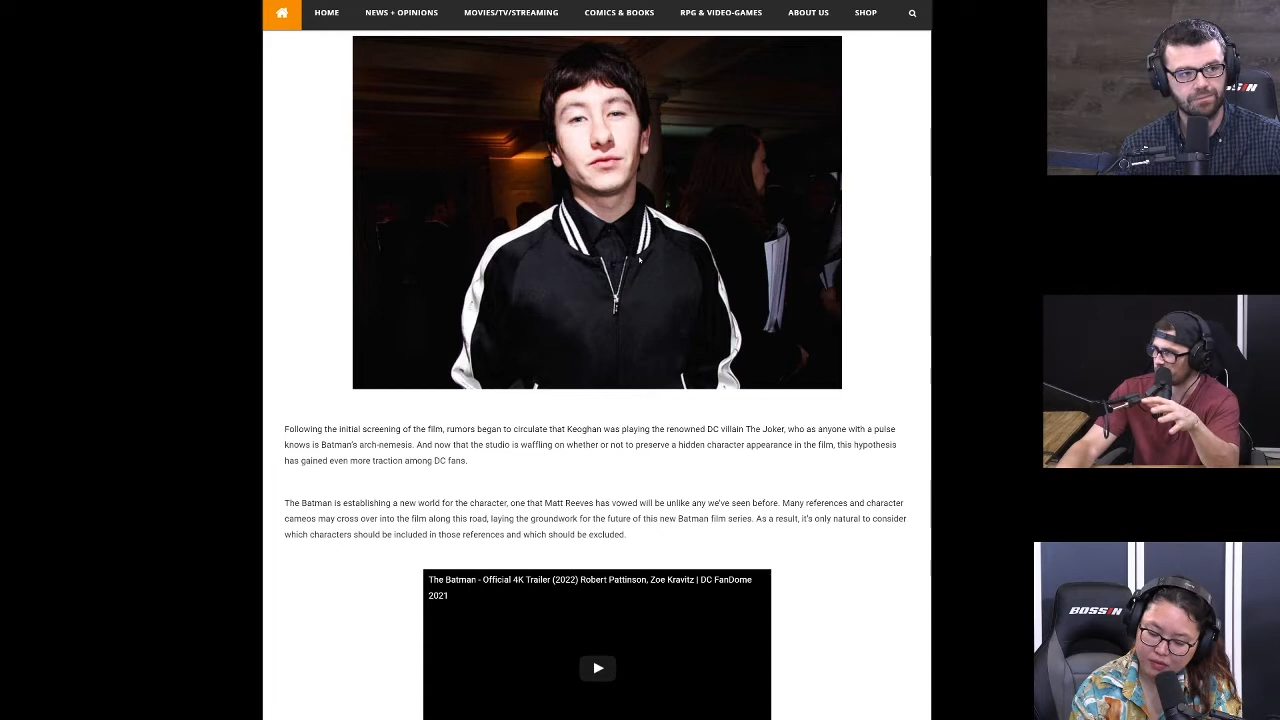 HOME NEWS + OPINIONS MOVIES/TV/STREAMING COMICS & BOOKS RPG & VIDEO-GAMES ABOUT US SHOP
Following the initial screening of the film, rumors began to circulate that Keoghan was playing the renowned DC villain The Joker, who as anyone with a pulse
knows is Batman's arch-nemesis. And now that the studio is waffling on whether or not to preserve a hidden character appearance in the film, this hypothesis
has gained even more traction among DC fans.
The Batman is establishing a new world for the character, one that Matt Reeves has vowed will be unlike any we've seen before. Many references and character
cameos may cross over into the film along this road, laying the groundwork for the future of this new Batman film series. As a result, it's only natural to consider
which characters should be included in those references and which should be excluded.
The Batman - Official 4K Trailer (2022) Robert Pattinson, Zoe Kravitz | DC FanDome
2021
BOSSIN